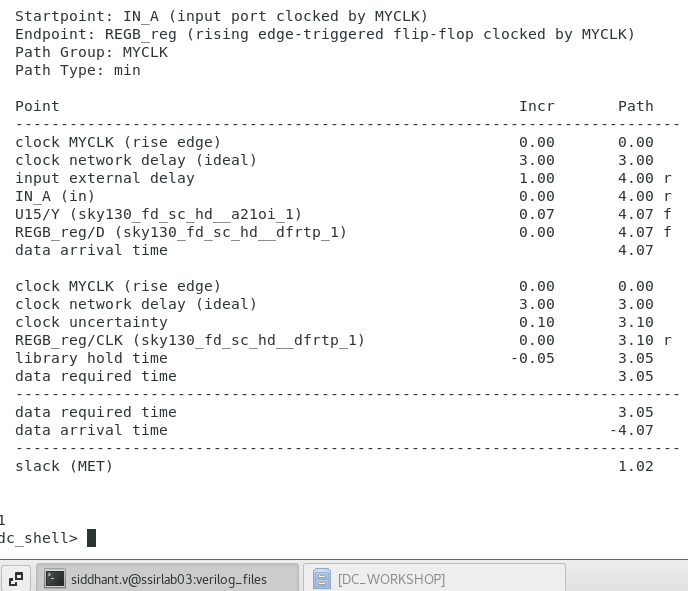 Startpoint: IN_A (input port clocked by MYCLK)
Endpoint: REGB_reg (rising edge-triggered flip-flop clocked by MYCLK)
Path Group: MYCLK
Path Type: min
Point Incr Path
---------------------------------------------------------------------------
clock MYCLK (rise edge) 0.00 0.00
clock network delay (ideal) 3.00 3.00
input external delay 1.00 4.00 r
IN_A (in) 0.00 4.00 r
U15/Y (sky130_fd_sc_hd__a21oi_1) 0.07 4.07 f
REGB_reg/D (sky130_fd_sc_hd__dfrtp_1) 0.00 4.07 f
data arrival time 4.07
clock MYCLK (rise edge) 0.00 0.00
clock network delay (ideal) 3.00 3.00
clock uncertainty 0.10 3.10
REGB_reg/CLK (sky130_fd_sc_hd__dfrtp_1) 0.00 3.10 r
library hold time -0.05 3.05
data required time 3.05
---------------------------------------------------------------------------
data required time 3.05
data arrival time -4.07
---------------------------------------------------------------------------
slack (MET) 1.02
1
dc_shell>
siddhant.v@ssirlab03:verilog_files [DC_WORKSHOP]